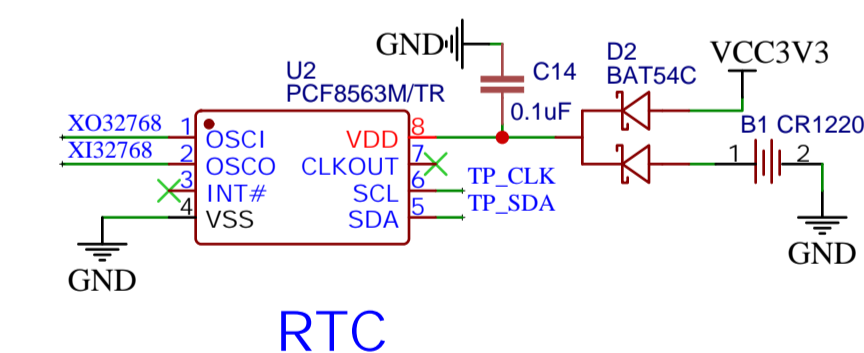 GND
C14
0.1uF
D2
BAT54C
VCC3V3
U2
PCF8563M/TR
B1 CR1220
XO32768
XI32768
1
2
3
4
OSCI
OSCO
INT#
VSS
VDD
CLKOUT
SCL
SDA
8
7
6
5
TP_CLK
TP_SDA
1
2
GND
GND
RTC